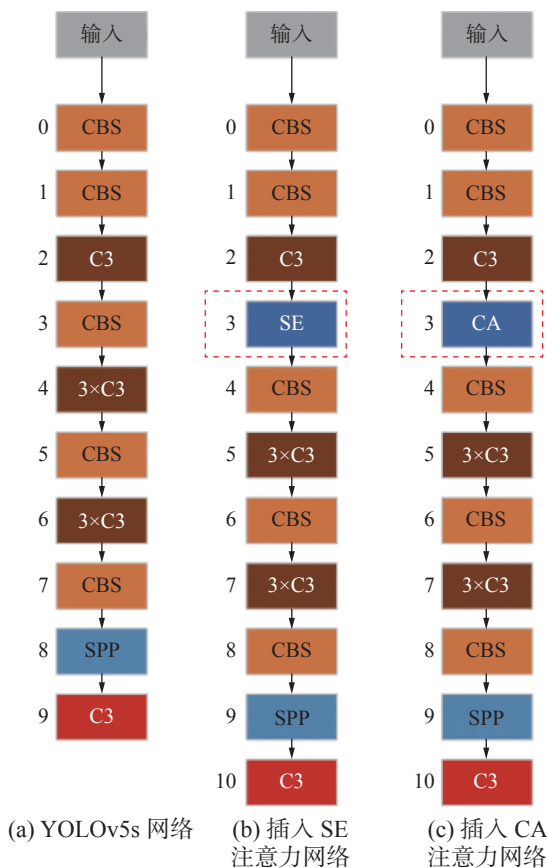 输入
0 CBS
1 CBS
2 C3
3 CBS
4 3×C3
5 CBS
6 3×C3
7 CBS
8 SPP
9 C3
(a) YOLOv5s 网络
输入
0 CBS
1 CBS
2 C3
3 SE
4 CBS
5 3×C3
6 CBS
7 3×C3
8 CBS
9 SPP
10 C3
(b) 插入 SE
注意力网络
输入
0 CBS
1 CBS
2 C3
3 CA
4 CBS
5 3×C3
6 CBS
7 3×C3
8 CBS
9 SPP
10 C3
(c) 插入 CA
注意力网络